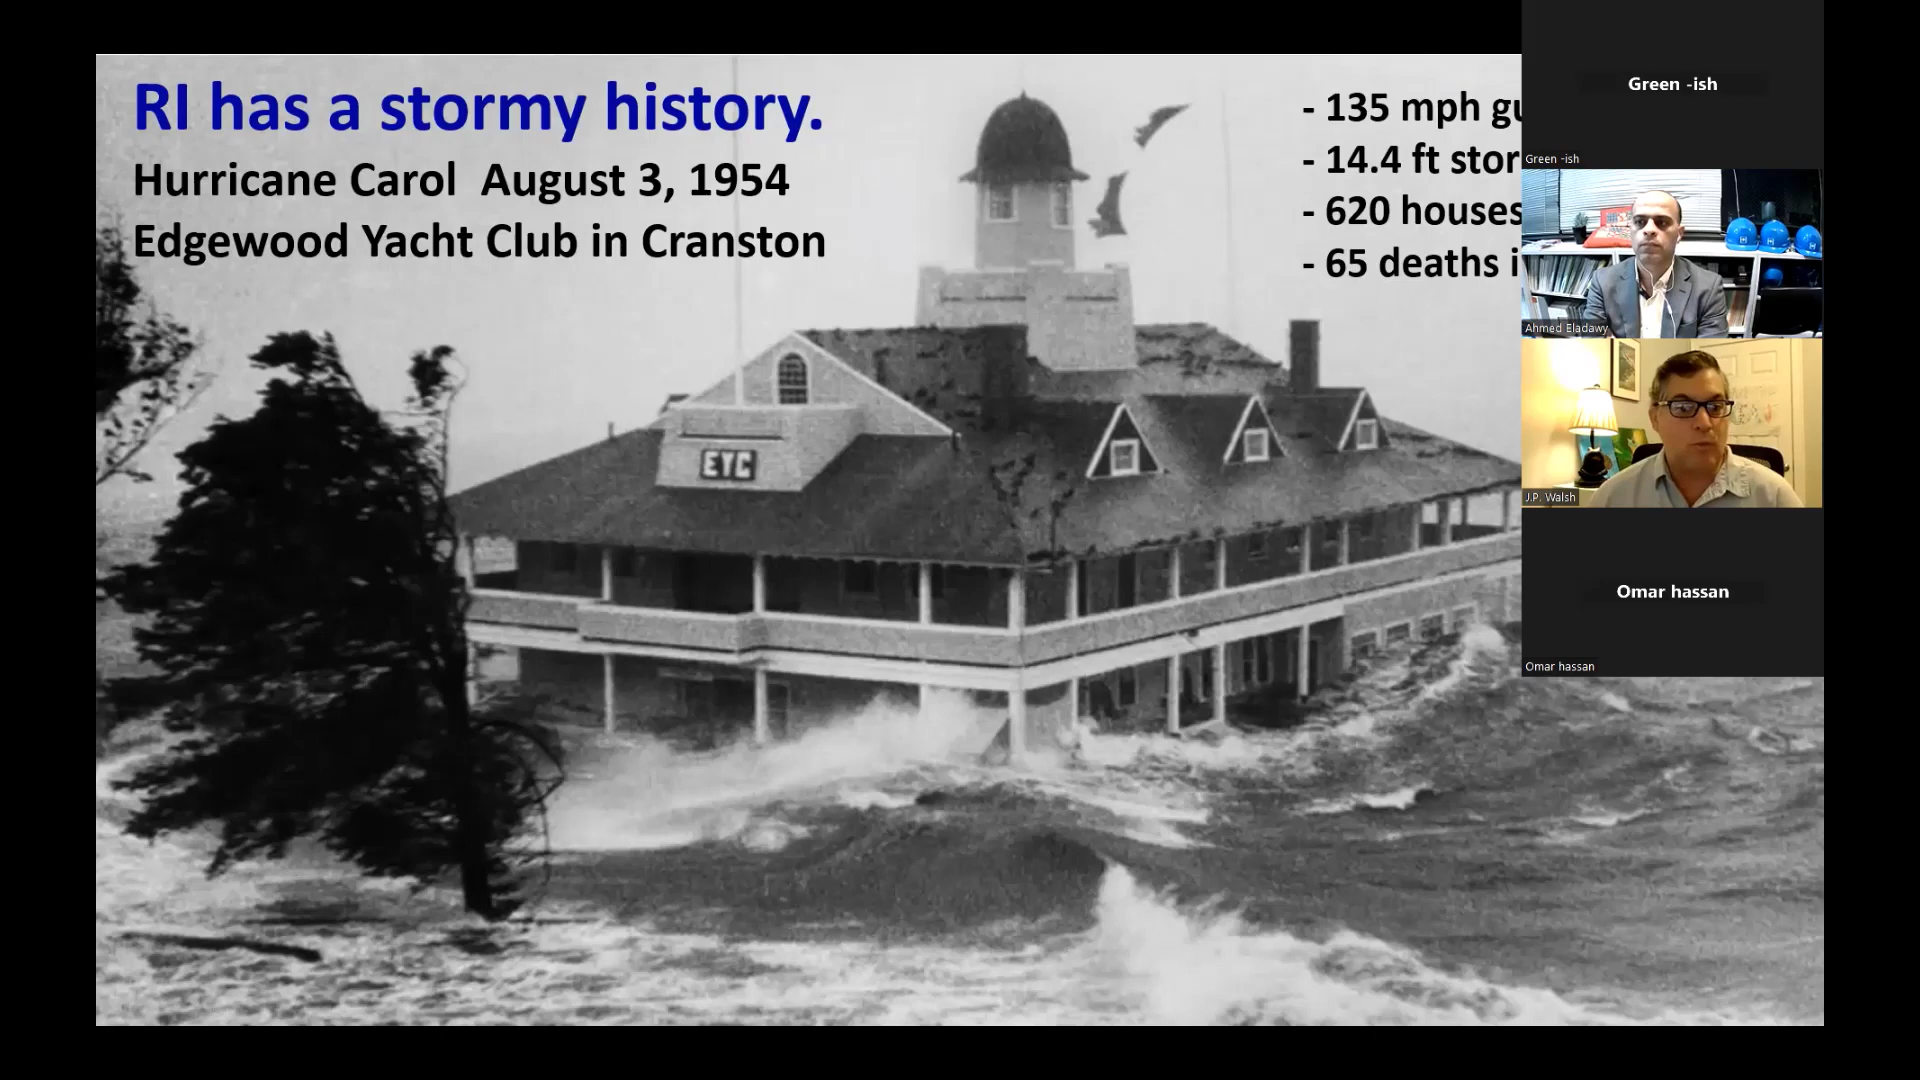 RI has a stormy history.
Hurricane Carol August 3, 1954
Edgewood Yacht Club in Cranston
- 135 mph gu
- 14.4 ft stor
- 620 houses
- 65 deaths i
EYC
Green -ish
Green -ish
Ahmed Eladawy
J.P. Walsh
Omar hassan
Omar hassan